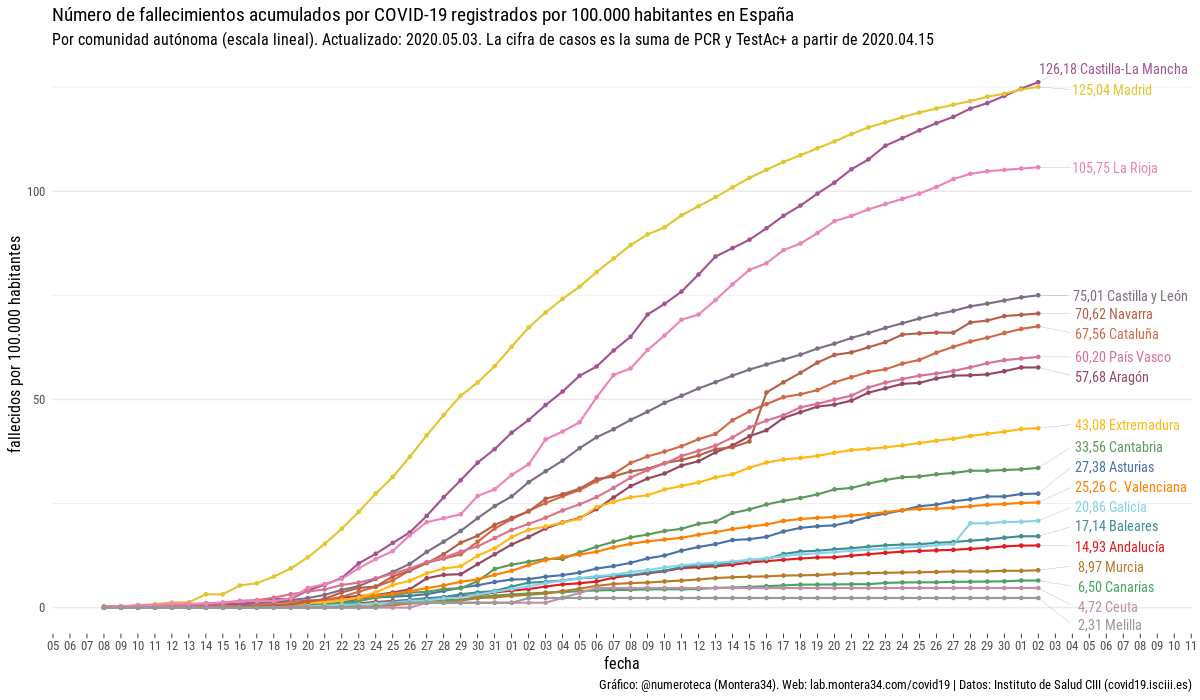 Número de fallecimientos acumulados por COVID-19 registrados por 100.000 habitantes en España
Por comunidad autónoma (escala lineal). Actualizado: 2020.05.03. La cifra de casos es la suma de PCR y TestAc+ a partir de 2020.04.15
fallecidos por 100.000 habitantes
100
50
0
126,18 Castilla-La Mancha
125,04 Madrid
105,75 La Rioja
75,01 Castilla y León
70,62 Navarra
67,56 Cataluña
60,20 País Vasco
57,68 Aragón
43,08 Extremadura
33,56 Cantabria
27,38 Asturias
25,26 C. Valenciana
20,86 Galicia
17,14 Baleares
14,93 Andalucía
8,97 Murcia
6,50 Canarias
4,72 Ceuta
2,31 Melilla
05 06 07 08 09 10 11 12 13 14 15 16 17 18 19 20 21 22 23 24 25 26 27 28 29 30 31 01 02 03 04 05 06 07 08 09 10 11 12 13 14 15 16 17 18 19 20 21 22 23 24 25 26 27 28 29 30 01 02 03 04 05 06 07 08 09 10 11
fecha
Gráfico: @numeroteca (Montera34). Web: lab.montera34.com/covid19 | Datos: Instituto de Salud CIII (covid19.isciii.es)